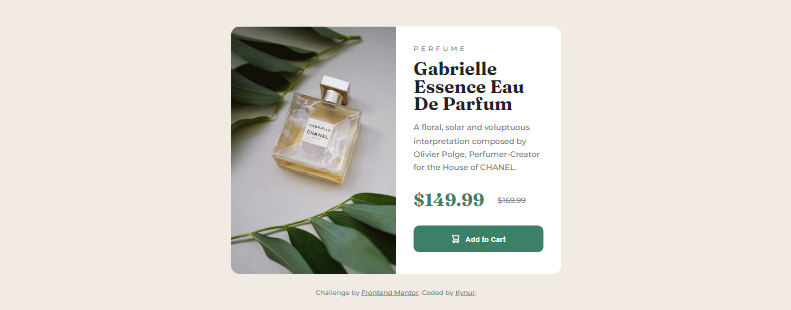 PERFUME
Gabrielle
Essence Eau
De Parfum
A floral, solar and voluptuous
interpretation composed by
Olivier Polge, Perfumer-Creator
for the House of CHANEL.
$149.99 $169.99
Add to Cart
GABRIELLE
CHANEL
Challenge by Frontend Mentor. Coded by Kynur.